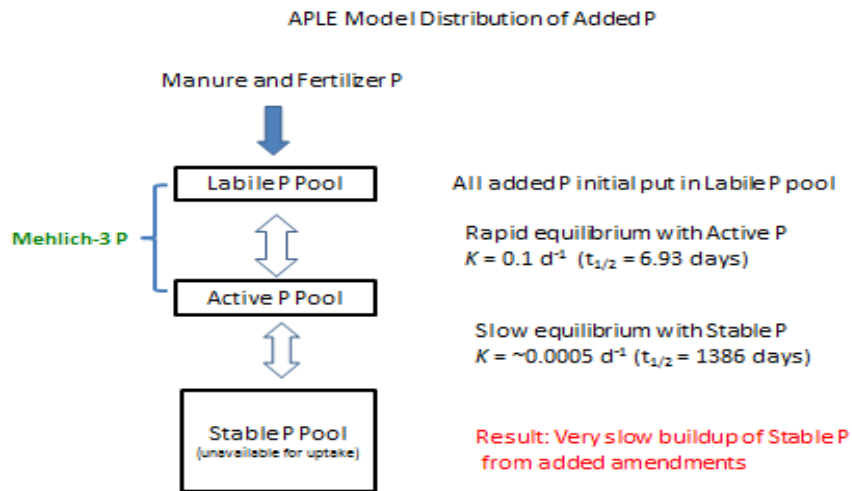 APLE Model Distribution of Added P
Manure and Fertilizer P
Labile P Pool
All added P initial put in Labile P pool
Mehlich-3 P
Rapid equilibrium with Active P
K = 0.1 d⁻¹ (t₁/₂ = 6.93 days)
Active P Pool
Slow equilibrium with Stable P
K = ~0.0005 d⁻¹ (t₁/₂ = 1386 days)
Stable P Pool
(unavailable for uptake)
Result: Very slow buildup of Stable P
from added amendments